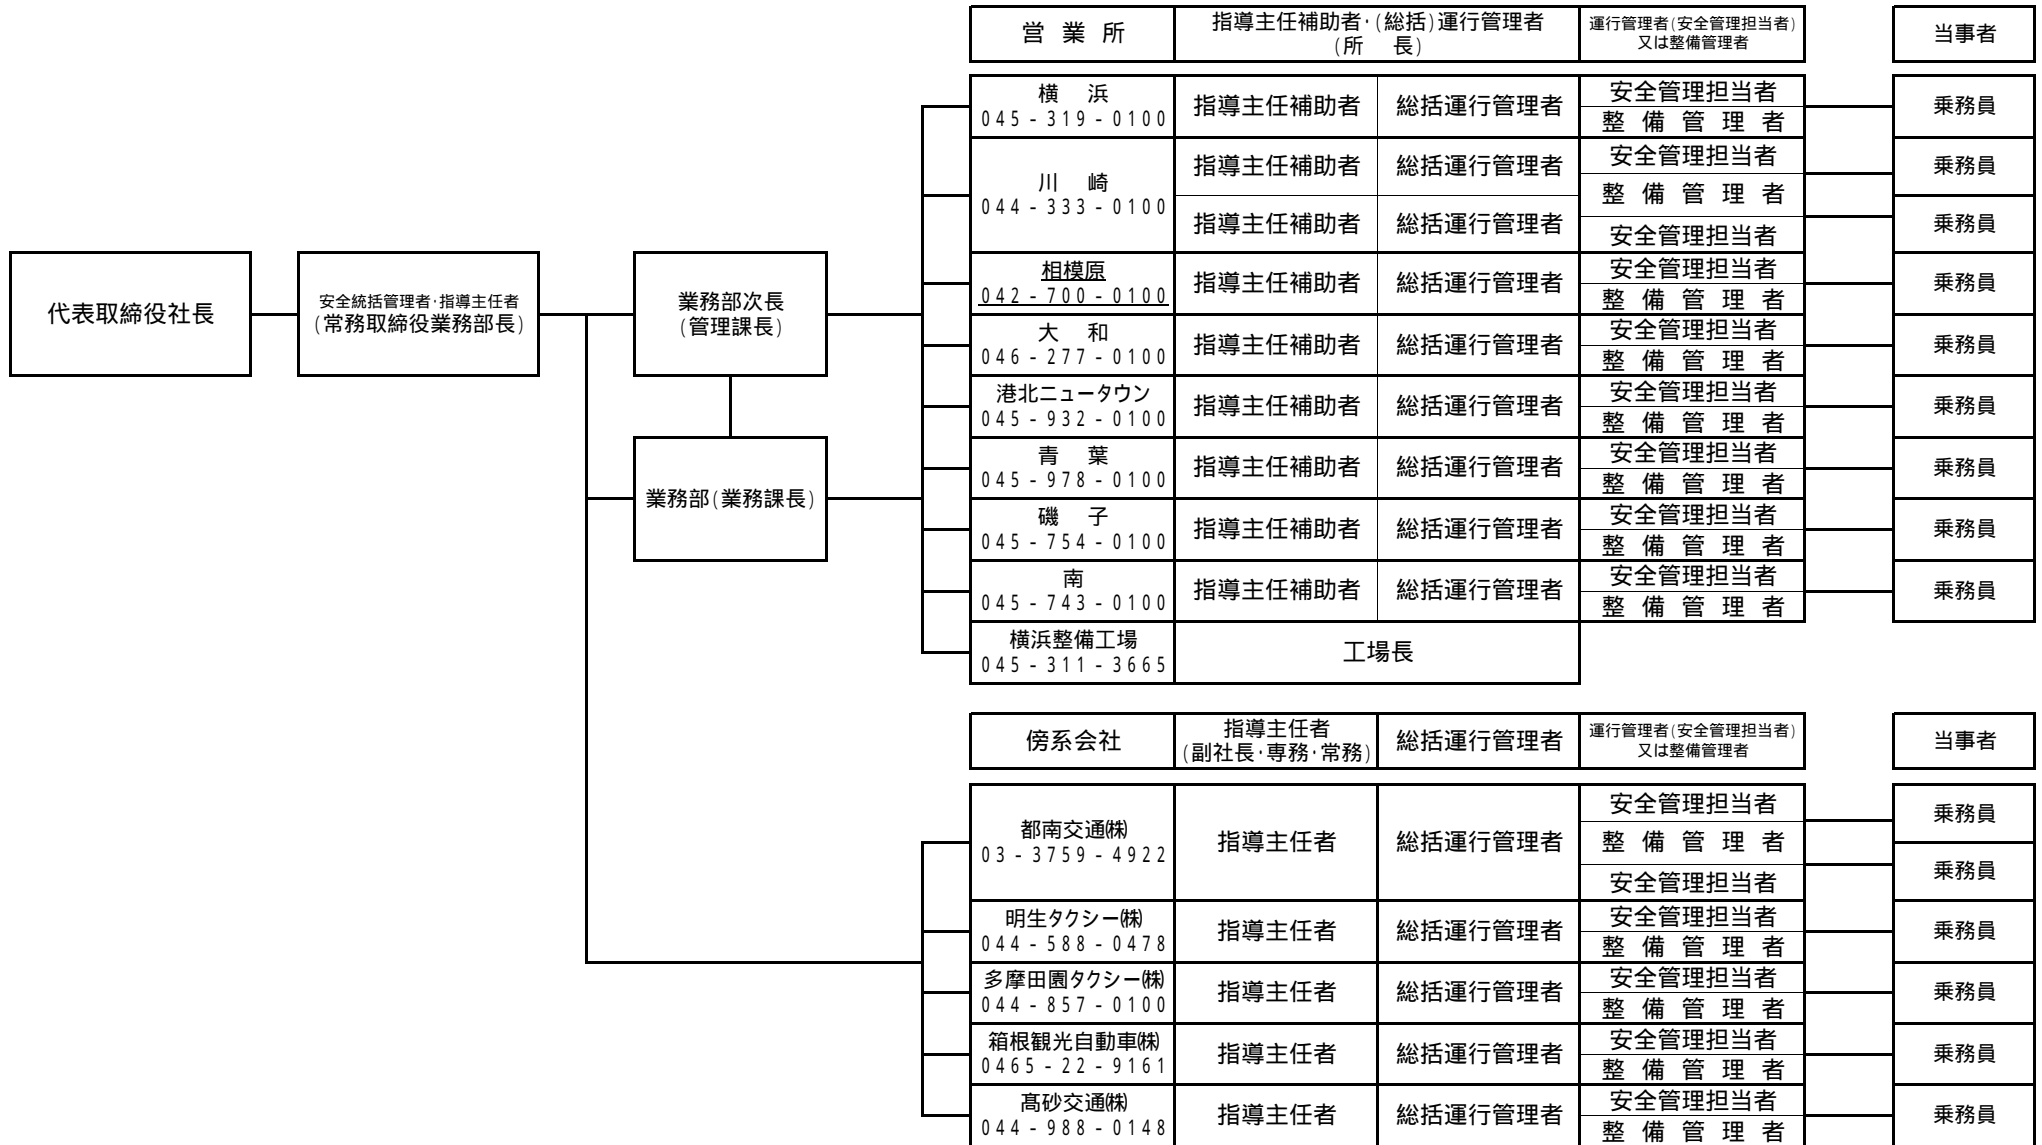 営 業 所
指導主任補助者・(総括)運行管理者
(所 長)
運行管理者(安全管理担当者)
又は整備管理者
当事者
横 浜
045-319-0100
指導主任補助者
総括運行管理者
安全管理担当者
整 備 管 理 者
乗務員
川 崎
044-333-0100
指導主任補助者
総括運行管理者
安全管理担当者
整 備 管 理 者
乗務員
指導主任補助者
総括運行管理者
安全管理担当者
乗務員
代表取締役社長
安全統括管理者・指導主任者
(常務取締役業務部長)
業務部次長
(管理課長)
業務部(業務課長)
相模原
042-700-0100
指導主任補助者
総括運行管理者
安全管理担当者
整 備 管 理 者
乗務員
大 和
046-277-0100
指導主任補助者
総括運行管理者
安全管理担当者
整 備 管 理 者
乗務員
港北ニュータウン
045-932-0100
指導主任補助者
総括運行管理者
安全管理担当者
整 備 管 理 者
乗務員
青 葉
045-978-0100
指導主任補助者
総括運行管理者
安全管理担当者
整 備 管 理 者
乗務員
磯 子
045-754-0100
指導主任補助者
総括運行管理者
安全管理担当者
整 備 管 理 者
乗務員
南
045-743-0100
指導主任補助者
総括運行管理者
安全管理担当者
整 備 管 理 者
乗務員
横浜整備工場
045-311-3665
工場長
傍系会社
指導主任者
(副社長・専務・常務)
総括運行管理者
運行管理者(安全管理担当者)
又は整備管理者
当事者
都南交通㈱
03-3759-4922
指導主任者
総括運行管理者
安全管理担当者
整 備 管 理 者
安全管理担当者
乗務員
乗務員
明生タクシー㈱
044-588-0478
指導主任者
総括運行管理者
安全管理担当者
整 備 管 理 者
乗務員
多摩田園タクシー㈱
044-857-0100
指導主任者
総括運行管理者
安全管理担当者
整 備 管 理 者
乗務員
箱根観光自動車㈱
0465-22-9161
指導主任者
総括運行管理者
安全管理担当者
整 備 管 理 者
乗務員
髙砂交通㈱
044-988-0148
指導主任者
総括運行管理者
安全管理担当者
整 備 管 理 者
乗務員